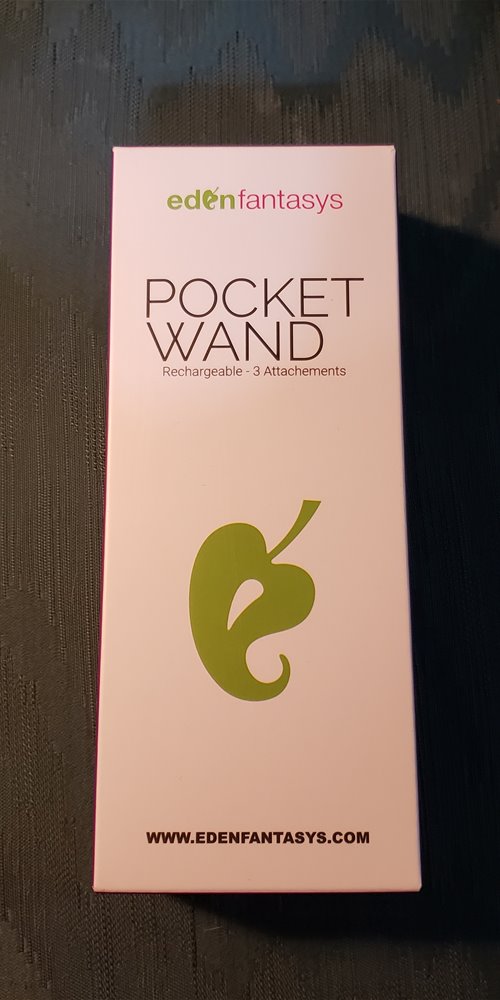 edenfantasys
POCKET
WAND
Rechargeable - 3 Attachements
WWW.EDENFANTASYS.COM